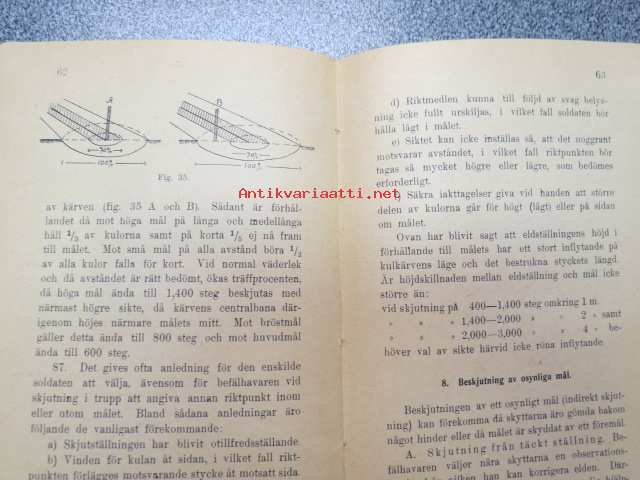 62
A
B
70%
100%
70%
100%
Fig. 35.
av kärven (fig. 35 A och B). Sådant är förhål-
landet då mot höga mål på långa och medellånga
håll 1/3 av kulorna samt på korta 1/5 ej nå fram
till målet. Mot små mål på alla avstånd böra 1/2
av alla kulor falla för kort. Vid normal väderlek
och då avståndet är rätt bedömt, ökas träffprocenten,
då höga mål ända till 1,400 steg beskjutas med
närmast högre sikte, då kärvens centralbana där-
igenom höjes närmare målets mitt. Mot bröstmål
gäller detta ända till 800 steg och mot huvudmål
ända till 600 steg.
87. Det gives ofta anledning för den enskilde
soldaten att välja, ävensom för befälhavaren vid
skjutning i trupp att angiva annan riktpunkt inom
eller utom målet. Bland sådana anledningar äro
följande de vanligast förekommande:
a) Skjutställningen har blivit otillfredsställande.
b) Vinden för kulan åt sidan, i vilket fall rikt-
punkten förlägges motsvarande stycke åt motsatt sida.
63
d) Riktmedlen kunna till följd av svag belys-
ning icke fullt urskiljas, i vilket fall soldaten bör
hålla lågt i målet.
e) Siktet kan icke inställas så, att det noggrant
motsvarar avståndet, i vilket fall riktpunkten bör
tagas så mycket högre eller lägre, som bedömes
erforderligt.
f) Säkra iakttagelser giva vid handen att större
delen av kulorna går för högt (lågt) eller på sidan
om målet.
Ovan har blivit sagt att eldställningens höjd i
förhållande till målets har ett stort inflytande på
kulkärvens läge och det bestrukna styckets längd.
Är höjdskillnaden mellan eldställning och mål icke
större än:
vid skjutning på 400—1,400 steg omkring 1 m.
" " " 1,400—2,000 " " 2 " samt
" " " 2,000—3,000 " " 4 " be-
höver val av sikte härvid icke röna inflytande.
8. Beskjutning av osynliga mål.
Beskjutningen av ett osynligt mål (indirekt skjut-
ning) kan förekomma då skyttarna äro gömda bakom
något hinder eller då målet är skyddat av ett föremål.
A. Skjutning från täckt ställning. Be-
fälhavaren väljer nära skyttarna en observations-
han kan korrigera elden. Där-
Antikvariaatti.net